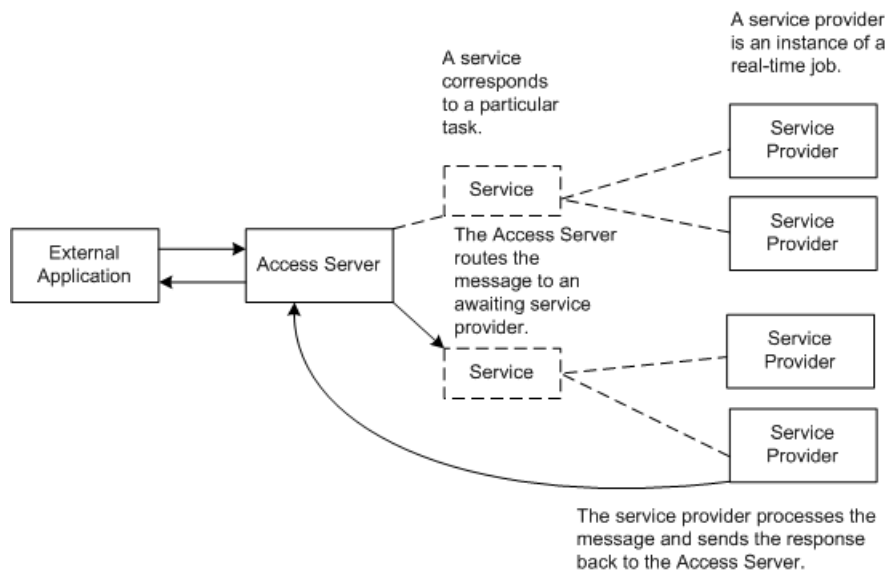 A service provider
is an instance of a
real-time job.
A service
corresponds
to a particular
task.
Service
Provider
Service
Service
Provider
External
Application
Access Server
The Access Server
routes the
message to an
awaiting service
provider.
Service
Provider
Service
Service
Provider
The service provider processes the
message and sends the response
back to the Access Server.